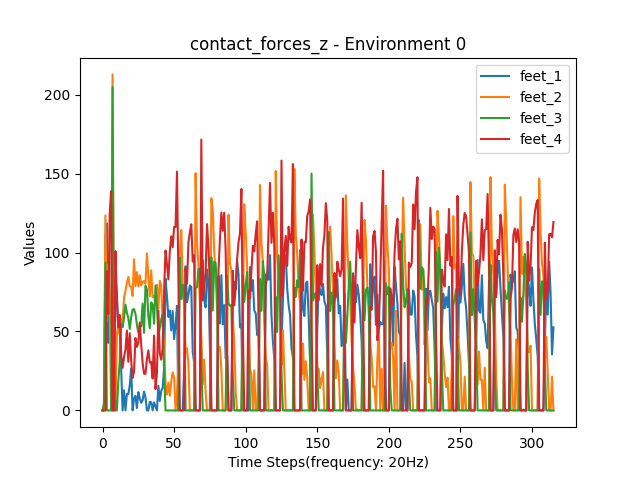 contact_forces_z - Environment 0
feet_1
feet_2
feet_3
feet_4
Values
200
150
100
50
0
0
50
100
150
200
250
300
Time Steps(frequency: 20Hz)